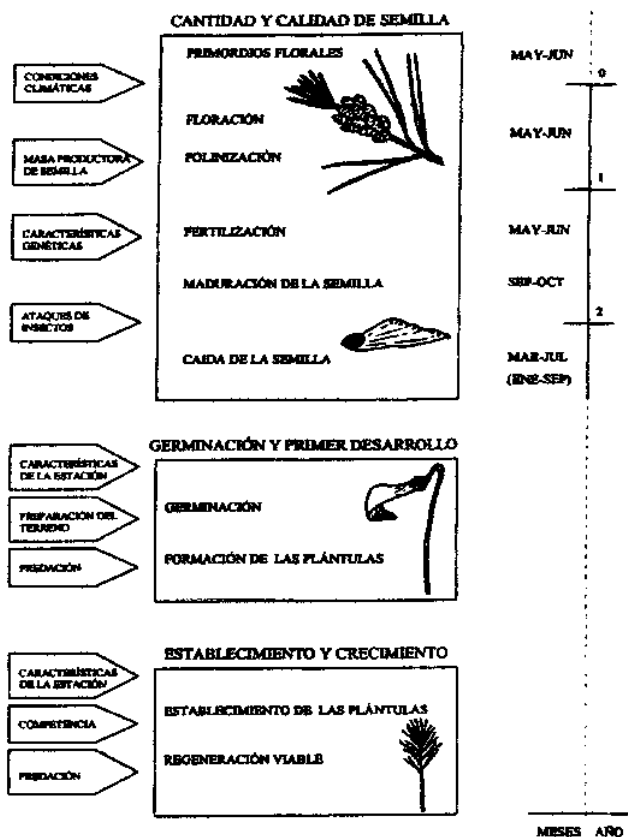 CANTIDAD Y CALIDAD DE SEMILLA
PRIMORDIOS FLORALES
MAY-JUN
CONDICIONES
CLIMÁTICAS
0
FLORACIÓN
MAY-JUN
MASA PRODUCTORA
DE SEMILLA
POLINIZACIÓN
1
CARACTERÍSTICAS
GENÉTICAS
FERTILIZACIÓN
MAY-JUN
MADURACIÓN DE LA SEMILLA
SEP-OCT
2
ATAQUES DE
INSECTOS
CAIDA DE LA SEMILLA
MAR-JUL
(ENE-SEP)
GERMINACIÓN Y PRIMER DESARROLLO
CARACTERÍSTICAS
DE LA ESTACIÓN
PREPARACIÓN DEL
TERRENO
GERMINACIÓN
PREDACIÓN
FORMACIÓN DE LAS PLÁNTULAS
ESTABLECIMIENTO Y CRECIMIENTO
CARACTERÍSTICAS
DE LA ESTACIÓN
COMPETENCIA
ESTABLECIMIENTO DE LAS PLÁNTULAS
PREDACIÓN
REGENERACIÓN VIABLE
MESES AÑO